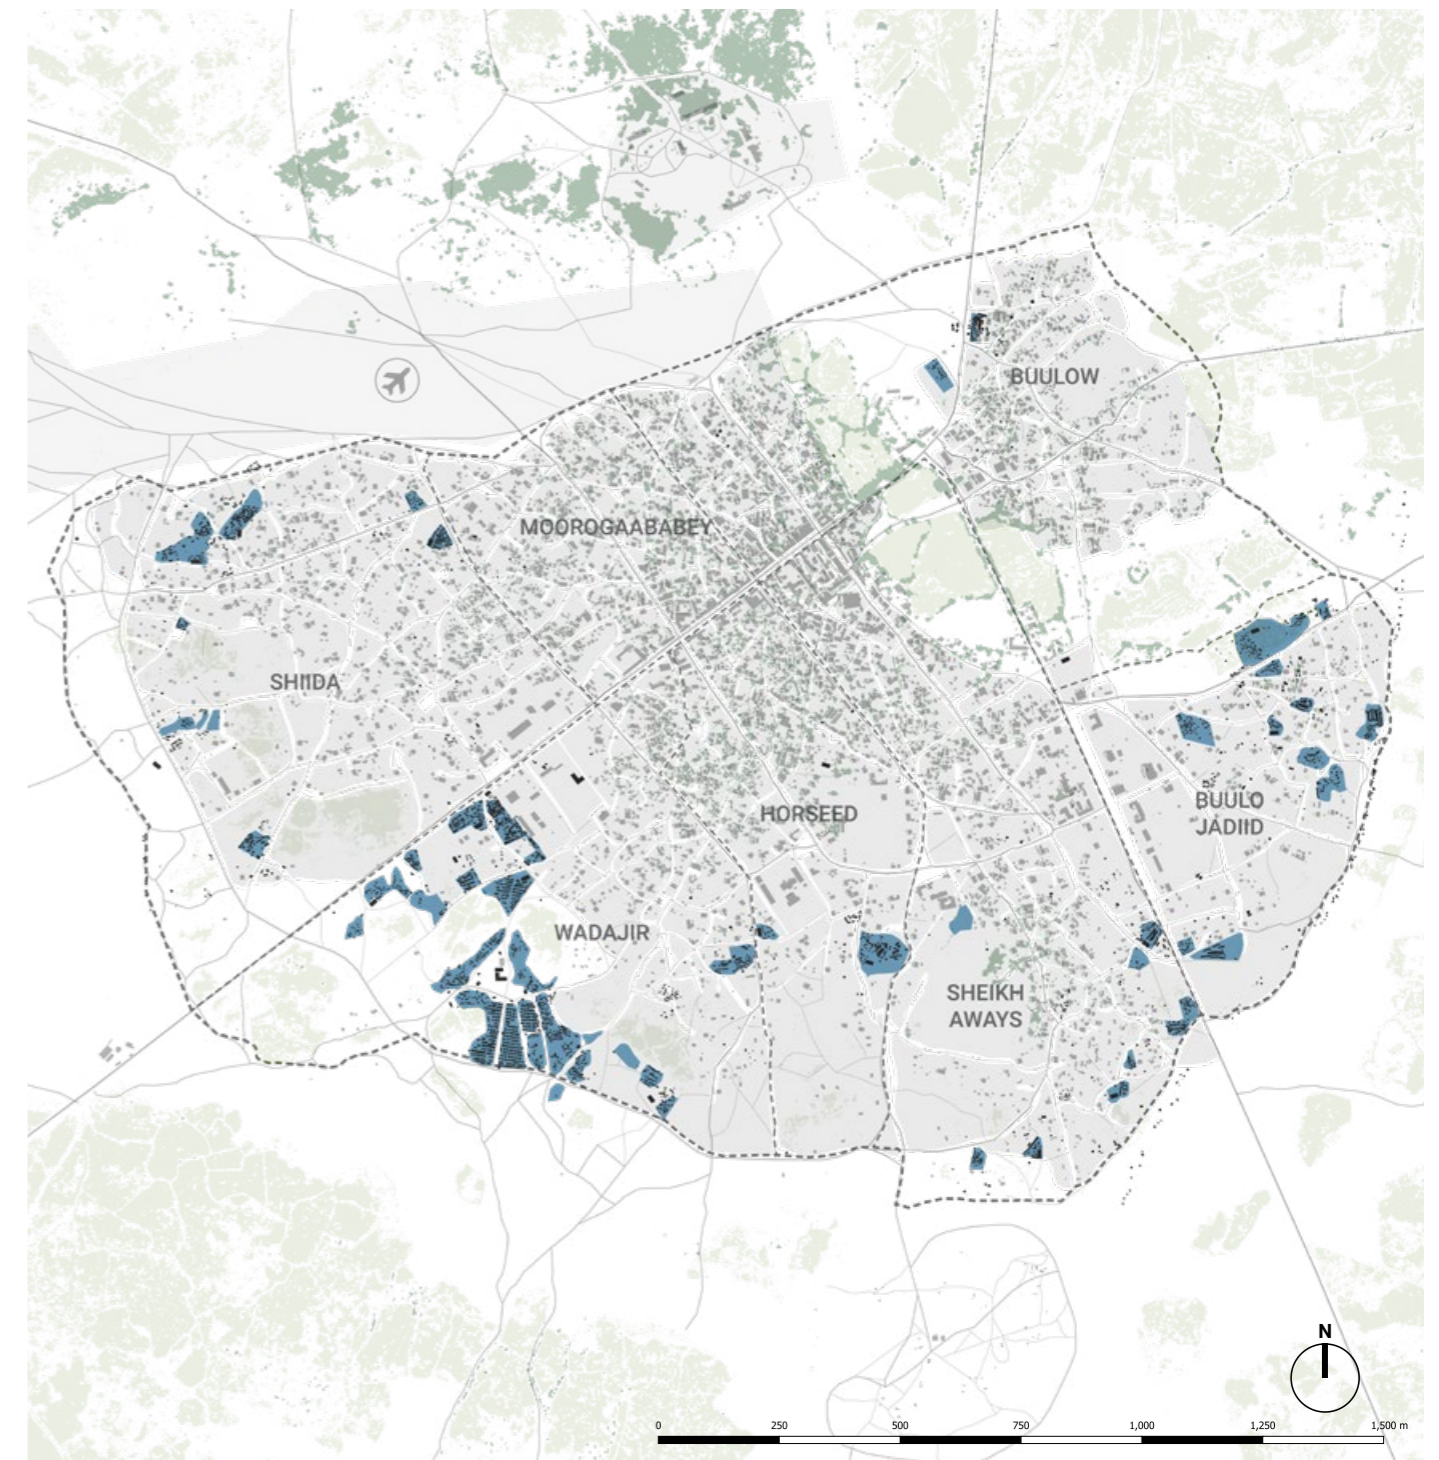 BUULOW
MOOROGAABABEY
SHIIDA
HORSEED
BUULO
JADIID
WADAJIR
SHEIKH
AWAYS
N
0 250 500 750 1,000 1,250 1,500 m